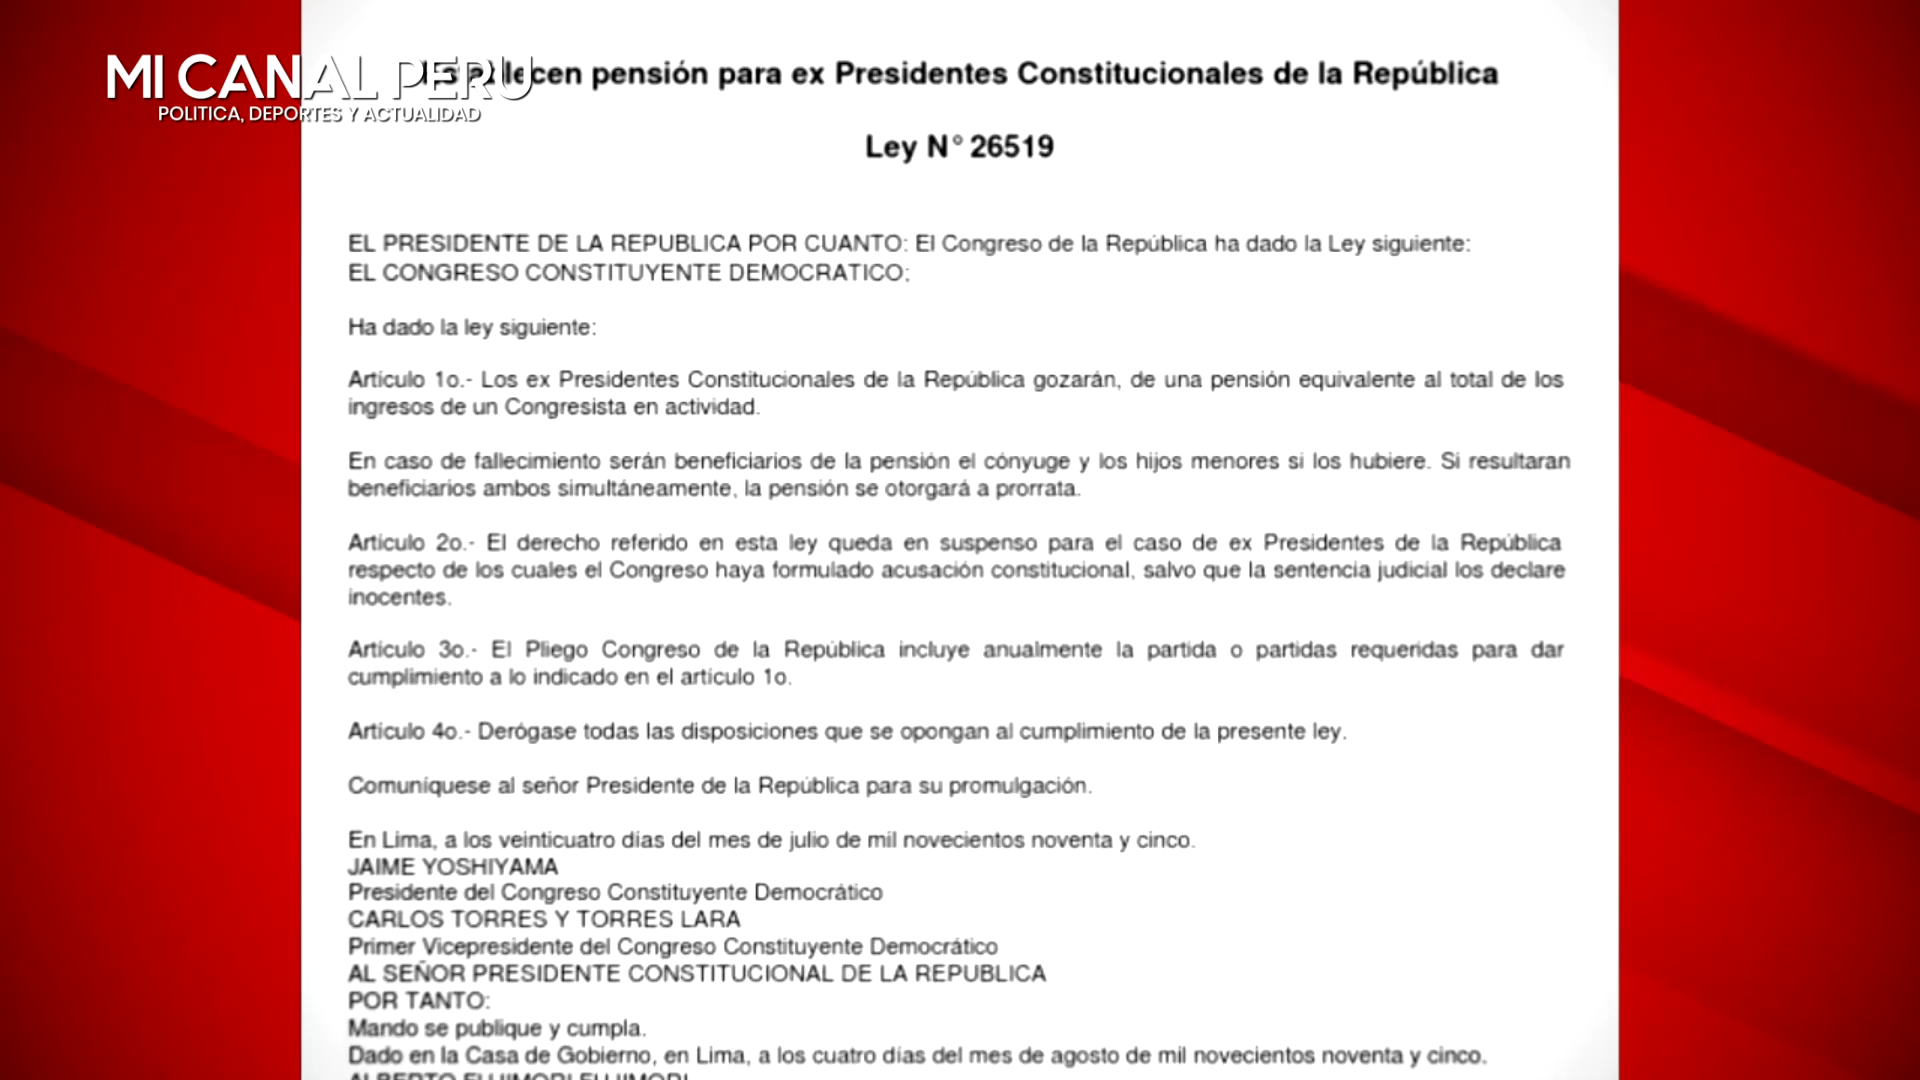 MI CANAL PERU
POLITICA, DEPORTES Y ACTUALIDAD
Establecen pensión para ex Presidentes Constitucionales de la República
Ley N° 26519
EL PRESIDENTE DE LA REPUBLICA POR CUANTO: El Congreso de la República ha dado la Ley siguiente:
EL CONGRESO CONSTITUYENTE DEMOCRATICO;
Ha dado la ley siguiente:
Artículo 1o.- Los ex Presidentes Constitucionales de la República gozarán, de una pensión equivalente al total de los
ingresos de un Congresista en actividad.
En caso de fallecimiento serán beneficiarios de la pensión el cónyuge y los hijos menores si los hubiere. Si resultaran
beneficiarios ambos simultáneamente, la pensión se otorgará a prorrata.
Artículo 2o.- El derecho referido en esta ley queda en suspenso para el caso de ex Presidentes de la República
respecto de los cuales el Congreso haya formulado acusación constitucional, salvo que la sentencia judicial los declare
inocentes.
Artículo 3o.- El Pliego Congreso de la República incluye anualmente la partida o partidas requeridas para dar
cumplimiento a lo indicado en el artículo 1o.
Artículo 4o.- Derógase todas las disposiciones que se opongan al cumplimiento de la presente ley.
Comuníquese al señor Presidente de la República para su promulgación.
En Lima, a los veinticuatro días del mes de julio de mil novecientos noventa y cinco.
JAIME YOSHIYAMA
Presidente del Congreso Constituyente Democrático
CARLOS TORRES Y TORRES LARA
Primer Vicepresidente del Congreso Constituyente Democrático
AL SEÑOR PRESIDENTE CONSTITUCIONAL DE LA REPUBLICA
POR TANTO:
Mando se publique y cumpla.
Dado en la Casa de Gobierno, en Lima, a los cuatro días del mes de agosto de mil novecientos noventa y cinco.
ALBERTO FUJIMORI FUJIMORI